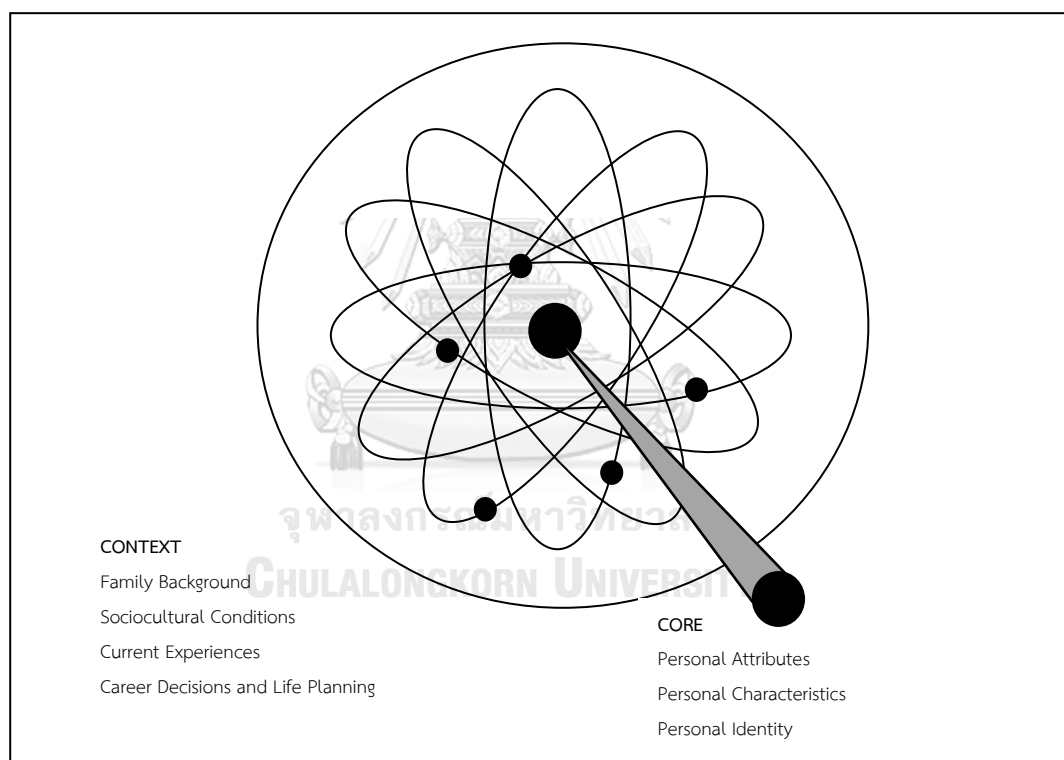 จุฬาลงกรณ์มหาวิทยาลัย
CHULALONGKORN UNIVERSIT
CONTEXT
Family Background
Sociocultural Conditions
Current Experiences
Career Decisions and Life Planning
CORE
Personal Attributes
Personal Characteristics
Personal Identity